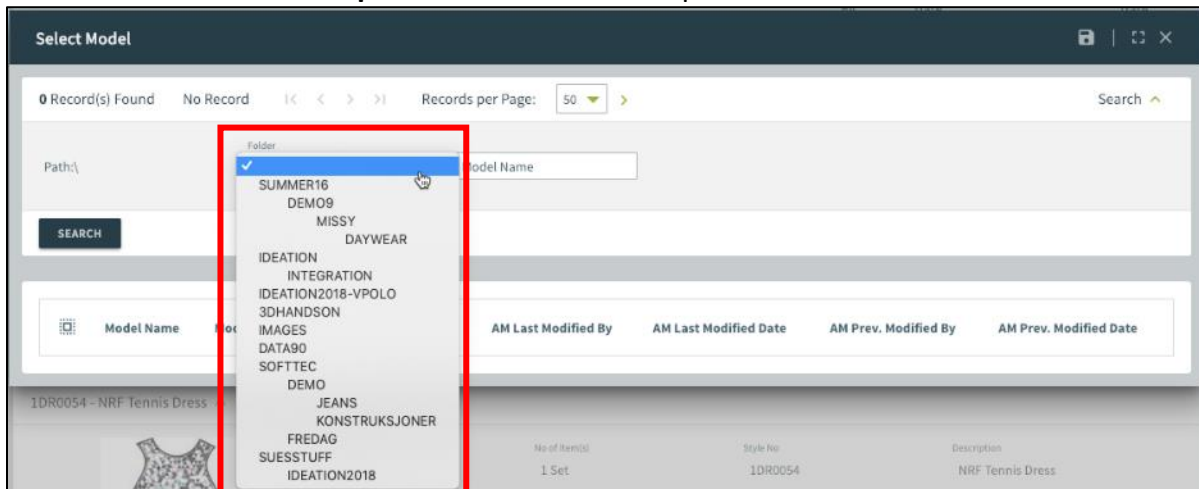 Select Model
0 Record(s) Found No Record Records per Page: 50 Search
Folder
Path:\ Model Name
SUMMER16
DEMO9
MISSY
SEARCH DAYWEAR
IDEATION
INTEGRATION
IDEATION2018-VPOLO
3DHANDSON
Model Name IMAGES AM Last Modified By AM Last Modified Date AM Prev. Modified By AM Prev. Modified Date
DATA90
SOFTTEC
DEMO
1DR0054 - NRF Tennis Dress JEANS
KONSTRUKSJONER
FREDAG
No of Item(s) Style No Description
SUESSTUFF
1 Set 1DR0054 NRF Tennis Dress
IDEATION2018